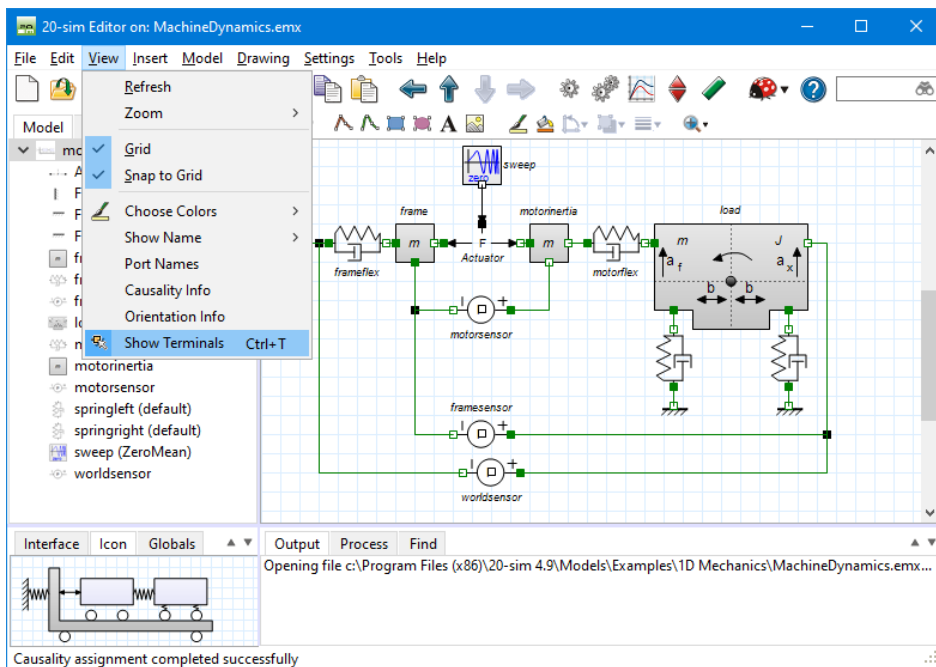 20-sim Editor on: MachineDynamics.emx
File Edit View Insert Model Drawing Settings Tools Help
Refresh
Zoom
Grid
Snap to Grid
Choose Colors
Show Name
Port Names
Causality Info
Orientation Info
Show Terminals Ctrl+T
Model
A
motorinertia
motorsensor
springleft (default)
springright (default)
sweep (ZeroMean)
worldsensor
zero
sweep
frame
motorinertia
load
m
F
m
m
J
frameflex
Actuator
motorflex
a f
a x
b b
motorsensor
framesensor
worldsensor
Interface Icon Globals
Output Process Find
Opening file c:\Program Files (x86)\20-sim 4.9\Models\Examples\1D Mechanics\MachineDynamics.emx...
Causality assignment completed successfully